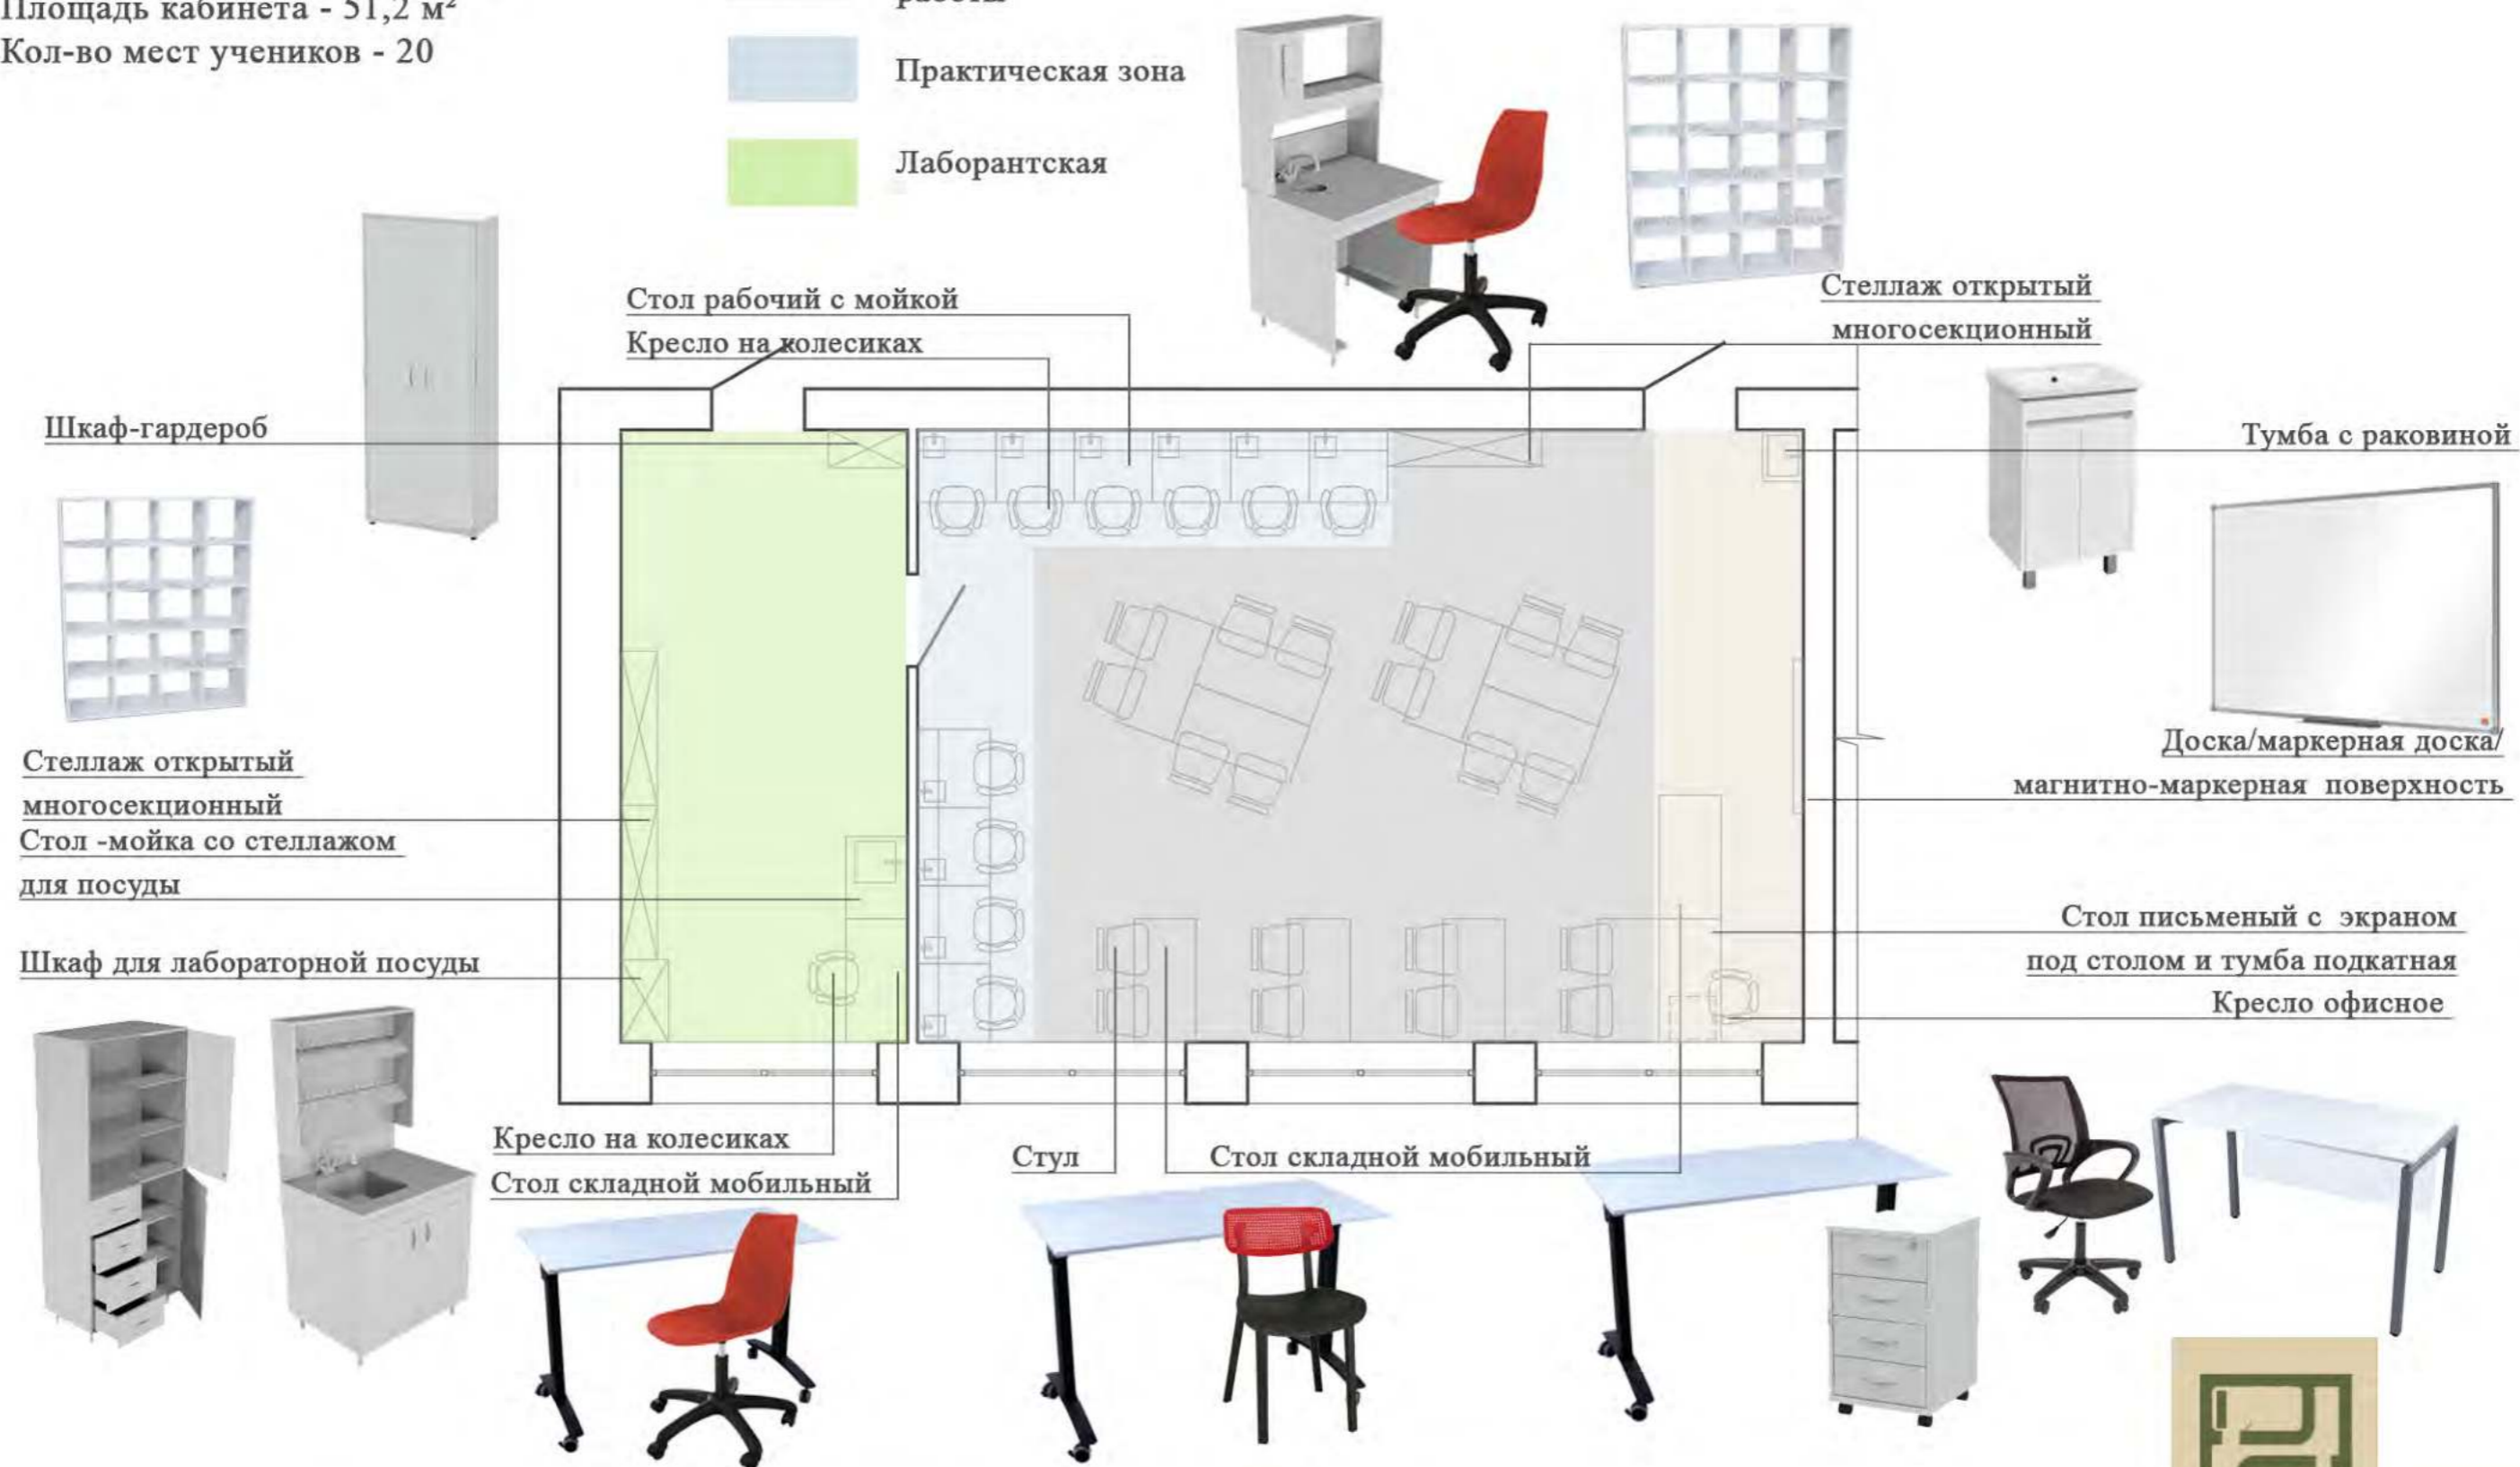 Площадь кабинета - 51,2 м²
Кол-во мест учеников - 20
работы
Практическая зона
Лаборантская
Стол рабочий с мойкой
Кресло на колесиках
Стеллаж открытый
многосекционный
Шкаф-гардероб
Тумба с раковиной
Стеллаж открытый
многосекционный
Стол -мойка со стеллажом
для посуды
Шкаф для лабораторной посуды
Доска/маркерная доска/
магнитно-маркерная поверхность
Стол письменый с экраном
под столом и тумба подкатная
Кресло офисное
Кресло на колесиках
Стол складной мобильный
Стул
Стол складной мобильный